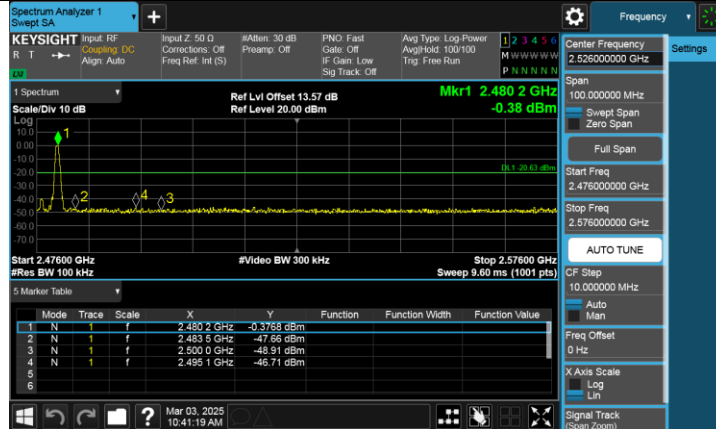 Spectrum Analyzer 1
Swept SA
Frequency
Settings
KEYSIGHT
R T
Input: RF
Coupling: DC
Align: Auto
Input Z: 50 Ω
Corrections: Off
Freq Ref: Int (S)
#Atten: 30 dB
Preamp: Off
PNO: Fast
Gate: Off
IF Gain: Low
Sig Track: Off
Avg Type: Log-Power
Avg|Hold: 100/100
Trig: Free Run
1 2 3 4 5 6
M W W W W W
P N N N N N
1 Spectrum
Scale/Div 10 dB
Log
Ref Lvl Offset 13.57 dB
Ref Level 20.00 dBm
Mkr1 2.480 2 GHz
-0.38 dBm
10.0
0.00
-10.0
-20.0
-30.0
-40.0
-50.0
-60.0
-70.0
1
2
4
3
DL1 -20.63 dBm
Start 2.47600 GHz
#Video BW 300 kHz
Stop 2.57600 GHz
#Res BW 100 kHz
Sweep 9.60 ms (1001 pts)
5 Marker Table
Mode Trace Scale X Y Function Function Width Function Value
1 N 1 f 2.480 2 GHz -0.3768 dBm
2 N 1 f 2.483 5 GHz -47.66 dBm
3 N 1 f 2.500 0 GHz -48.91 dBm
4 N 1 f 2.495 1 GHz -46.71 dBm
5
6
?
Mar 03, 2025
10:41:19 AM
Center Frequency
2.526000000 GHz
Span
100.000000 MHz
Swept Span
Zero Span
Full Span
Start Freq
2.476000000 GHz
Stop Freq
2.576000000 GHz
AUTO TUNE
CF Step
10.000000 MHz
Auto
Man
Freq Offset
0 Hz
X Axis Scale
Log
Lin
Signal Track
(Span Zoom)